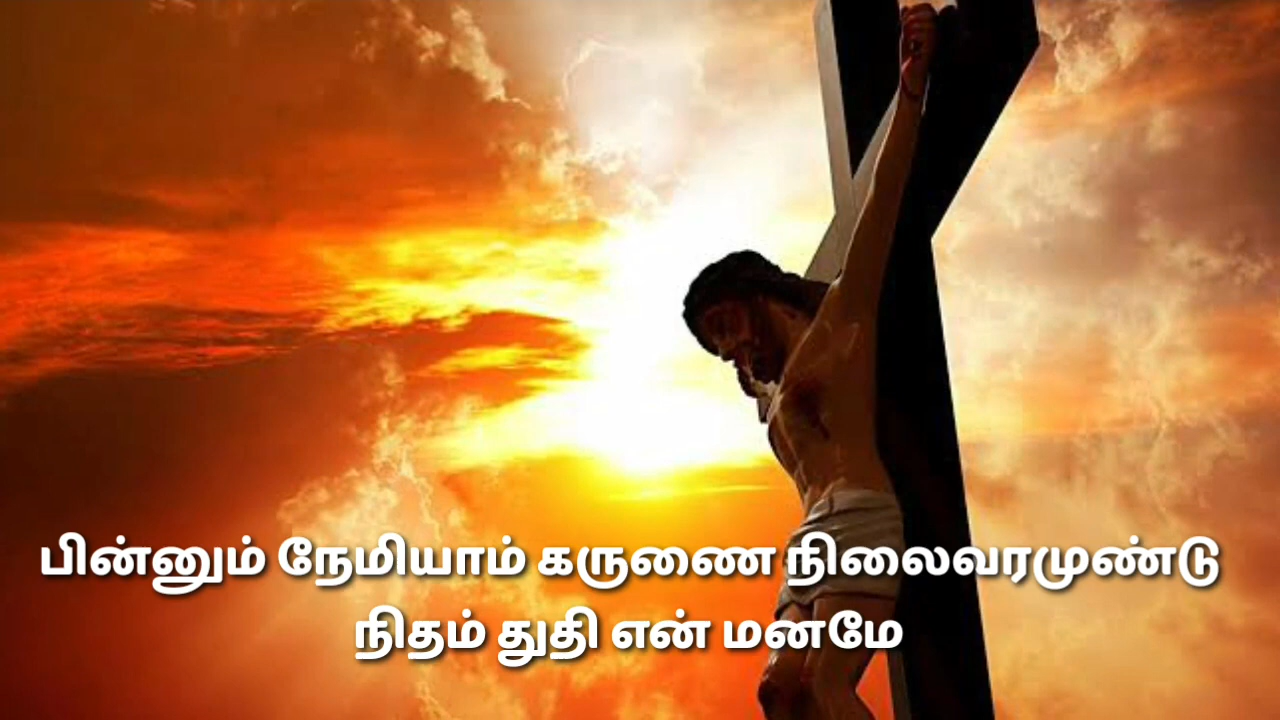 பின்னும் நேமியாம் கருணை நிலைவரமுண்டு
நிதம் துதி என் மனமே